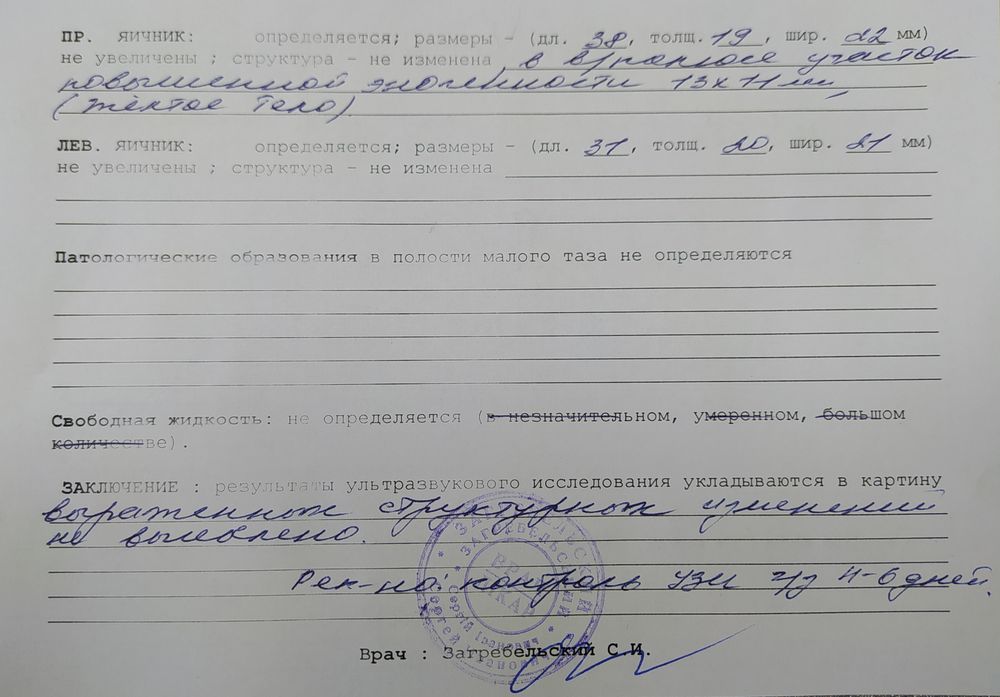 ПР. ЯИЧНИК: определяется; размеры - (дл. 38, толщ. 19, шир. 22 мм)
не увеличены ; структура - не изменена в в/полюсе участок
повышенной эхогенности 13х11 мм,
(жёлтое тело)
ЛЕВ. ЯИЧНИК: определяется; размеры - (дл. 31, толщ. 20, шир. 21 мм)
не увеличены ; структура - не изменена
Патологические образования в полости малого таза не определяются
Свободная жидкость: не определяется (в незначительном, умеренном, большом
количестве).
ЗАКЛЮЧЕНИЕ : результаты ультразвукового исследования укладываются в картину
выраженных структурных изменений
не выявлено.
Рек-но: контроль УЗИ ч/з 4-6 дней.
Врач : Загребельский С.И.